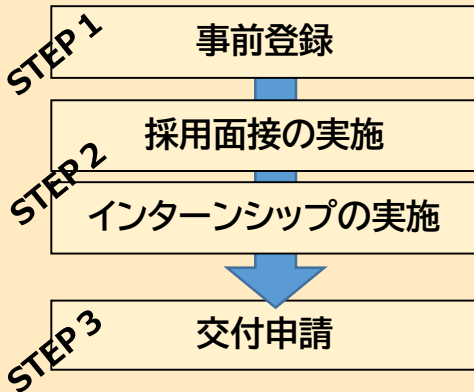 STEP 1
事前登録
STEP 2
採用面接の実施
インターンシップの実施
STEP 3
交付申請